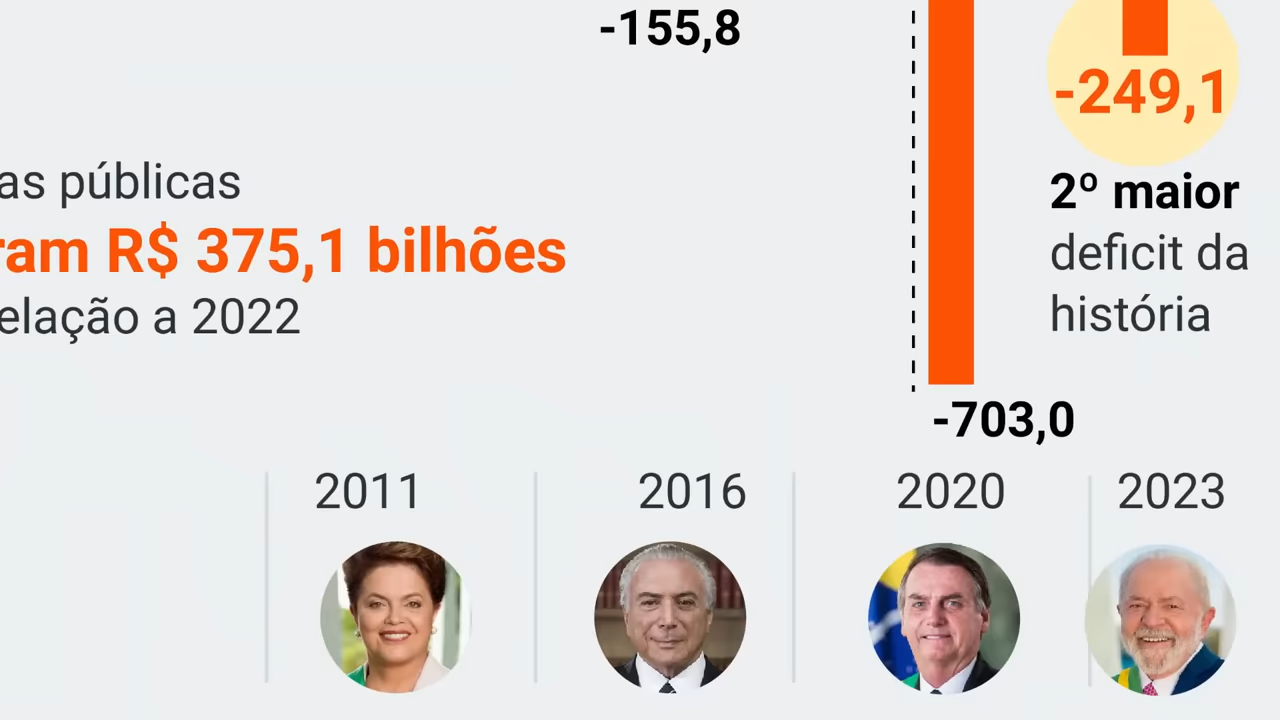 -155,8
-249,1
as públicas
ram R$ 375,1 bilhões
elação a 2022
2º maior
deficit da
história
-703,0
2011
2016
2020
2023